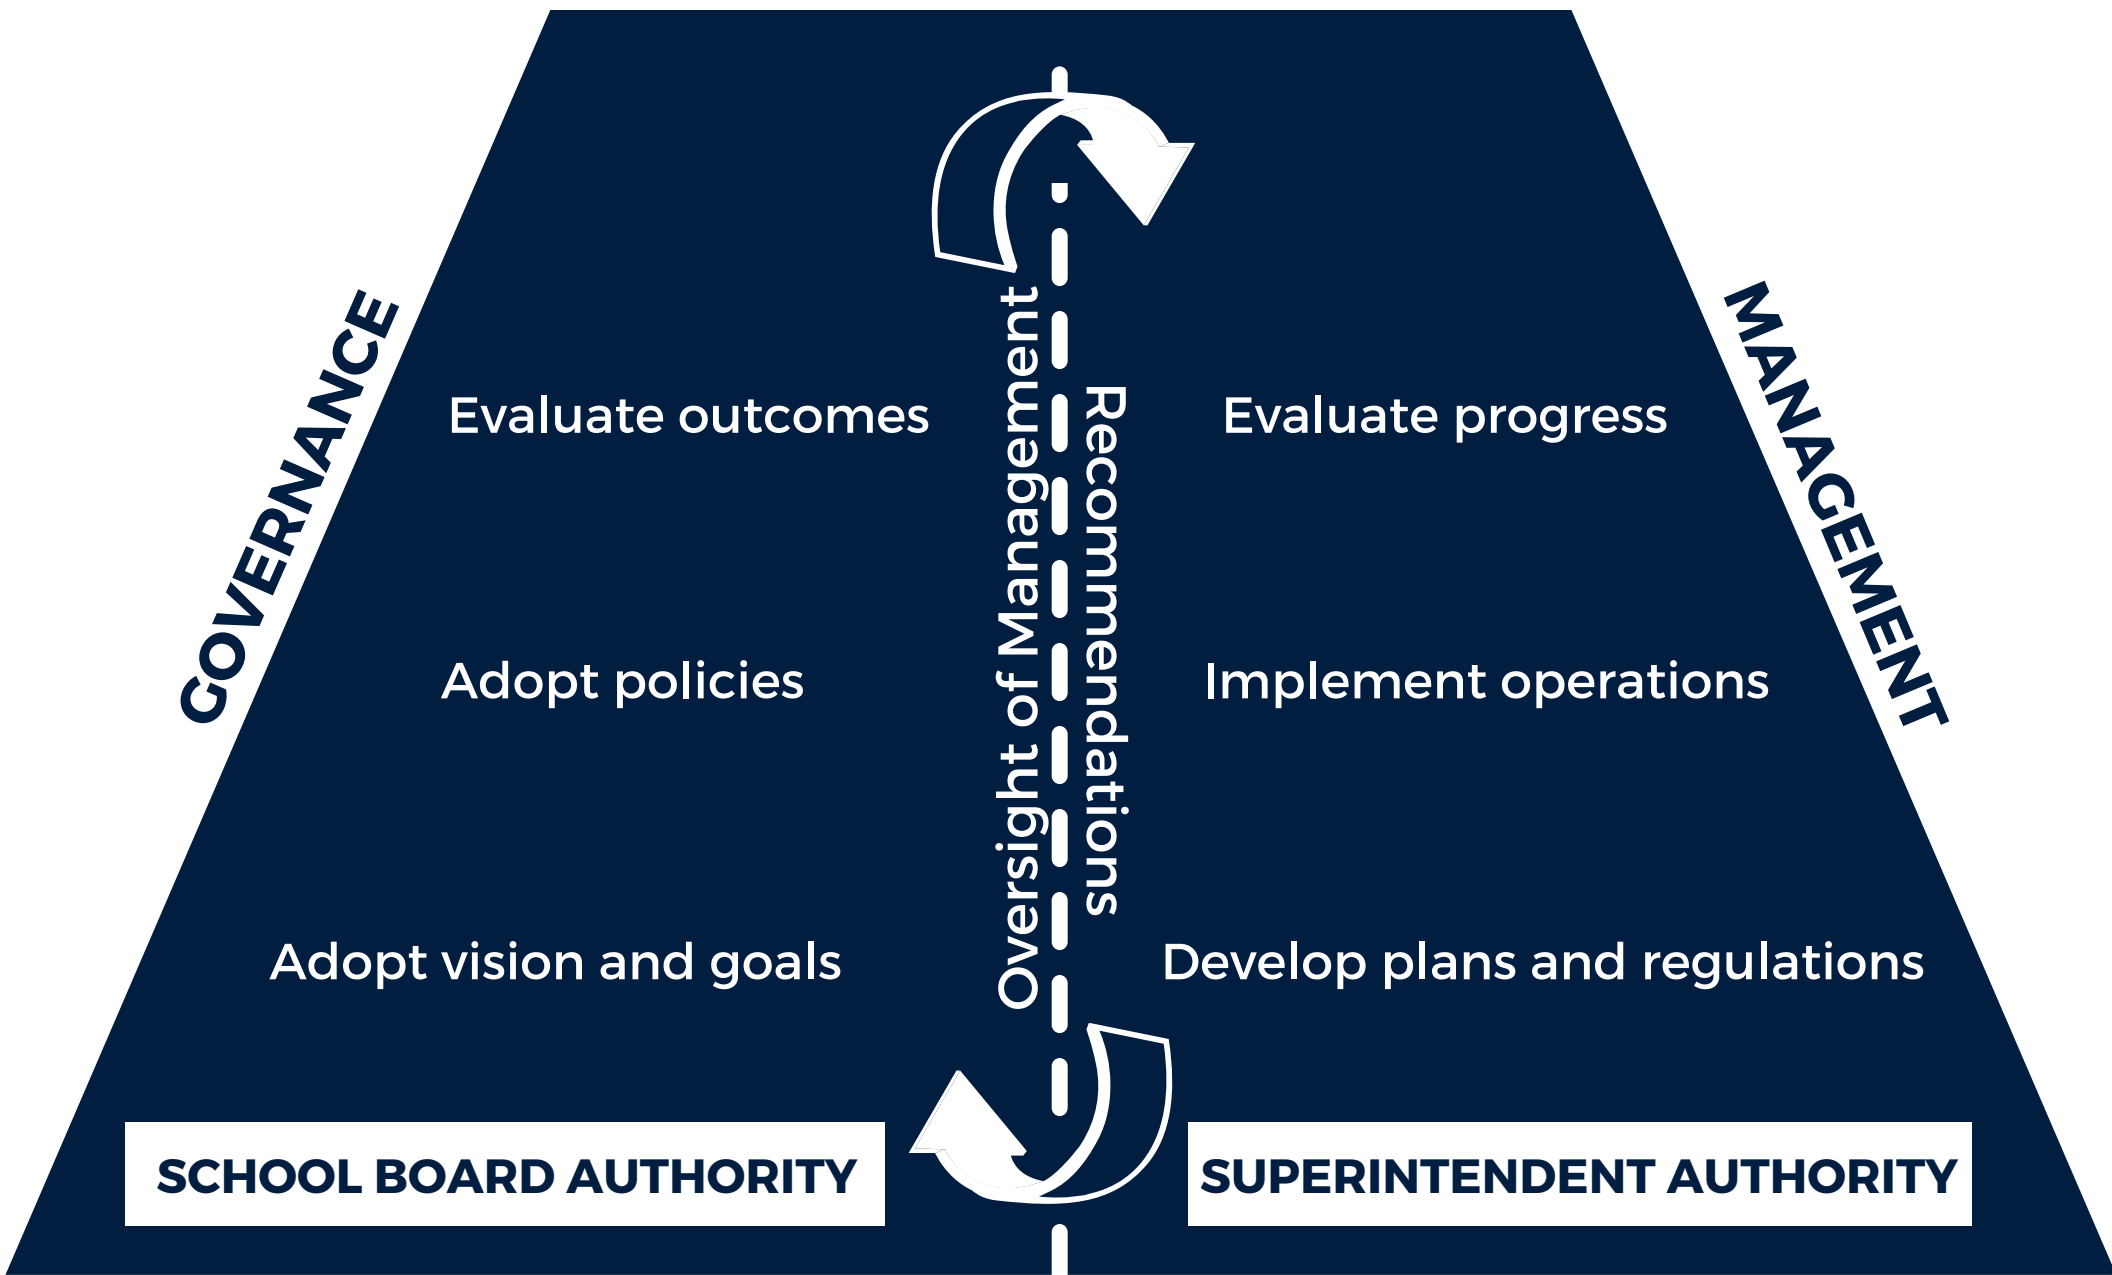 GOVERNANCE
Evaluate outcomes
Adopt policies
Adopt vision and goals
SCHOOL BOARD AUTHORITY
Oversight of Management
Recommendations
MANAGEMENT
Evaluate progress
Implement operations
Develop plans and regulations
SUPERINTENDENT AUTHORITY